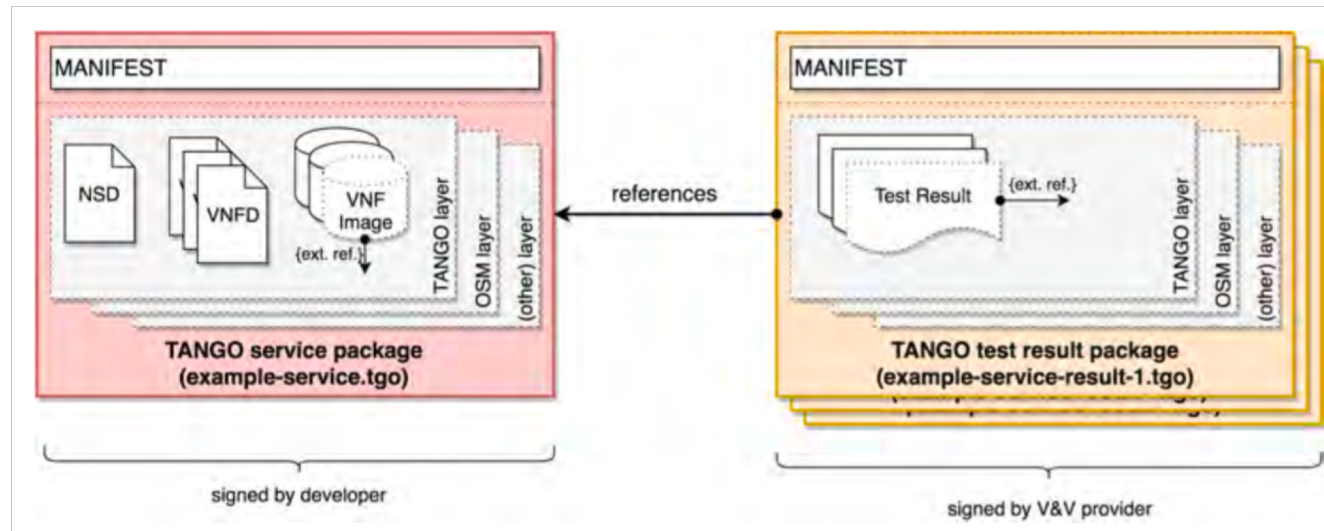 MANIFEST
NSD
VNFD
VNF
Image
{ext. ref.}
TANGO layer
OSM layer
(other) layer
TANGO service package
(example-service.tgo)
signed by developer
references
MANIFEST
Test Result
{ext. ref.}
TANGO layer
OSM layer
(other) layer
TANGO test result package
(example-service-result-1.tgo)
signed by V&V provider